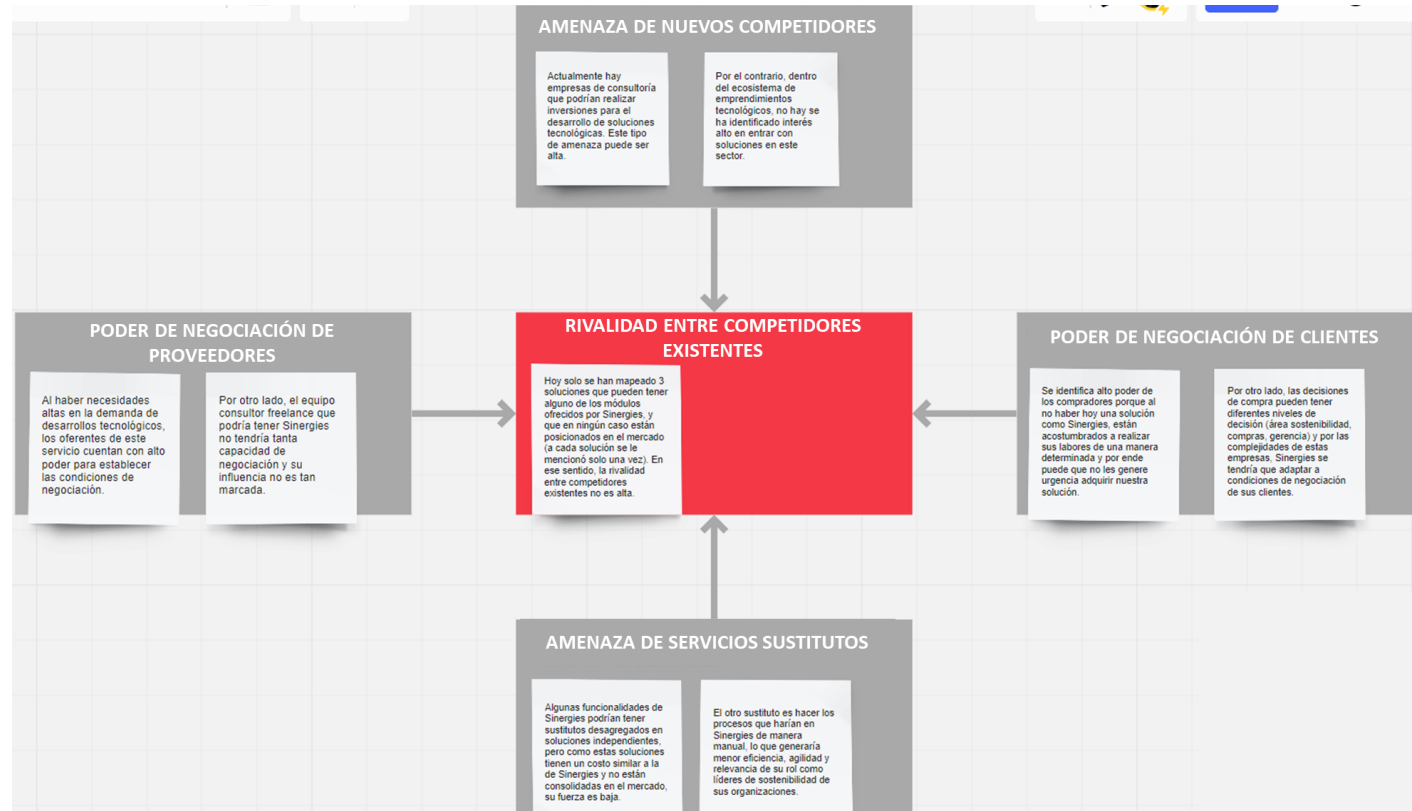 AMENAZA DE NUEVOS COMPETIDORES
Actualmente hay
empresas de consultoría
que podrían realizar
inversiones para el
desarrollo de soluciones
tecnológicas. Este tipo
de amenaza puede ser
alta.
Por el contrario, dentro
del ecosistema de
emprendimientos
tecnológicos, no hay se
ha identificado interés
alto en entrar con
soluciones en este
sector.
PODER DE NEGOCIACIÓN DE
PROVEEDORES
Al haber necesidades
altas en la demanda de
desarrollos tecnológicos,
los oferentes de este
servicio cuentan con alto
poder para establecer
las condiciones de
negociación.
Por otro lado, el equipo
consultor freelance que
podría tener Sinergies
no tendría tanta
capacidad de
negociación y su
influencia no es tan
marcada.
RIVALIDAD ENTRE COMPETIDORES
EXISTENTES
Hoy solo se han mapeado 3
soluciones que pueden tener
alguno de los módulos
ofrecidos por Sinergies, y
que en ningún caso están
posicionados en el mercado
(a cada solución se le
mencionó solo una vez). En
ese sentido, la rivalidad
entre competidores
existentes no es alta.
PODER DE NEGOCIACIÓN DE CLIENTES
Se identifica alto poder de
los compradores porque al
no haber hoy una solución
como Sinergies, están
acostumbrados a realizar
sus labores de una manera
determinada y por ende
puede que no les genere
urgencia adquirir nuestra
solución.
Por otro lado, las decisiones
de compra pueden tener
diferentes niveles de
decisión (área sostenibilidad,
compras, gerencia) y por las
complejidades de estas
empresas, Sinergies se
tendría que adaptar a
condiciones de negociación
de sus clientes.
AMENAZA DE SERVICIOS SUSTITUTOS
Algunas funcionalidades de
Sinergies podrían tener
sustitutos desagregados en
soluciones independientes,
pero como estas soluciones
tienen un costo similar a la
de Sinergies y no están
consolidadas en el mercado,
su fuerza es baja.
El otro sustituto es hacer los
procesos que harían en
Sinergies de manera
manual, lo que generaría
menor eficiencia, agilidad y
relevancia de su rol como
líderes de sostenibilidad de
sus organizaciones.